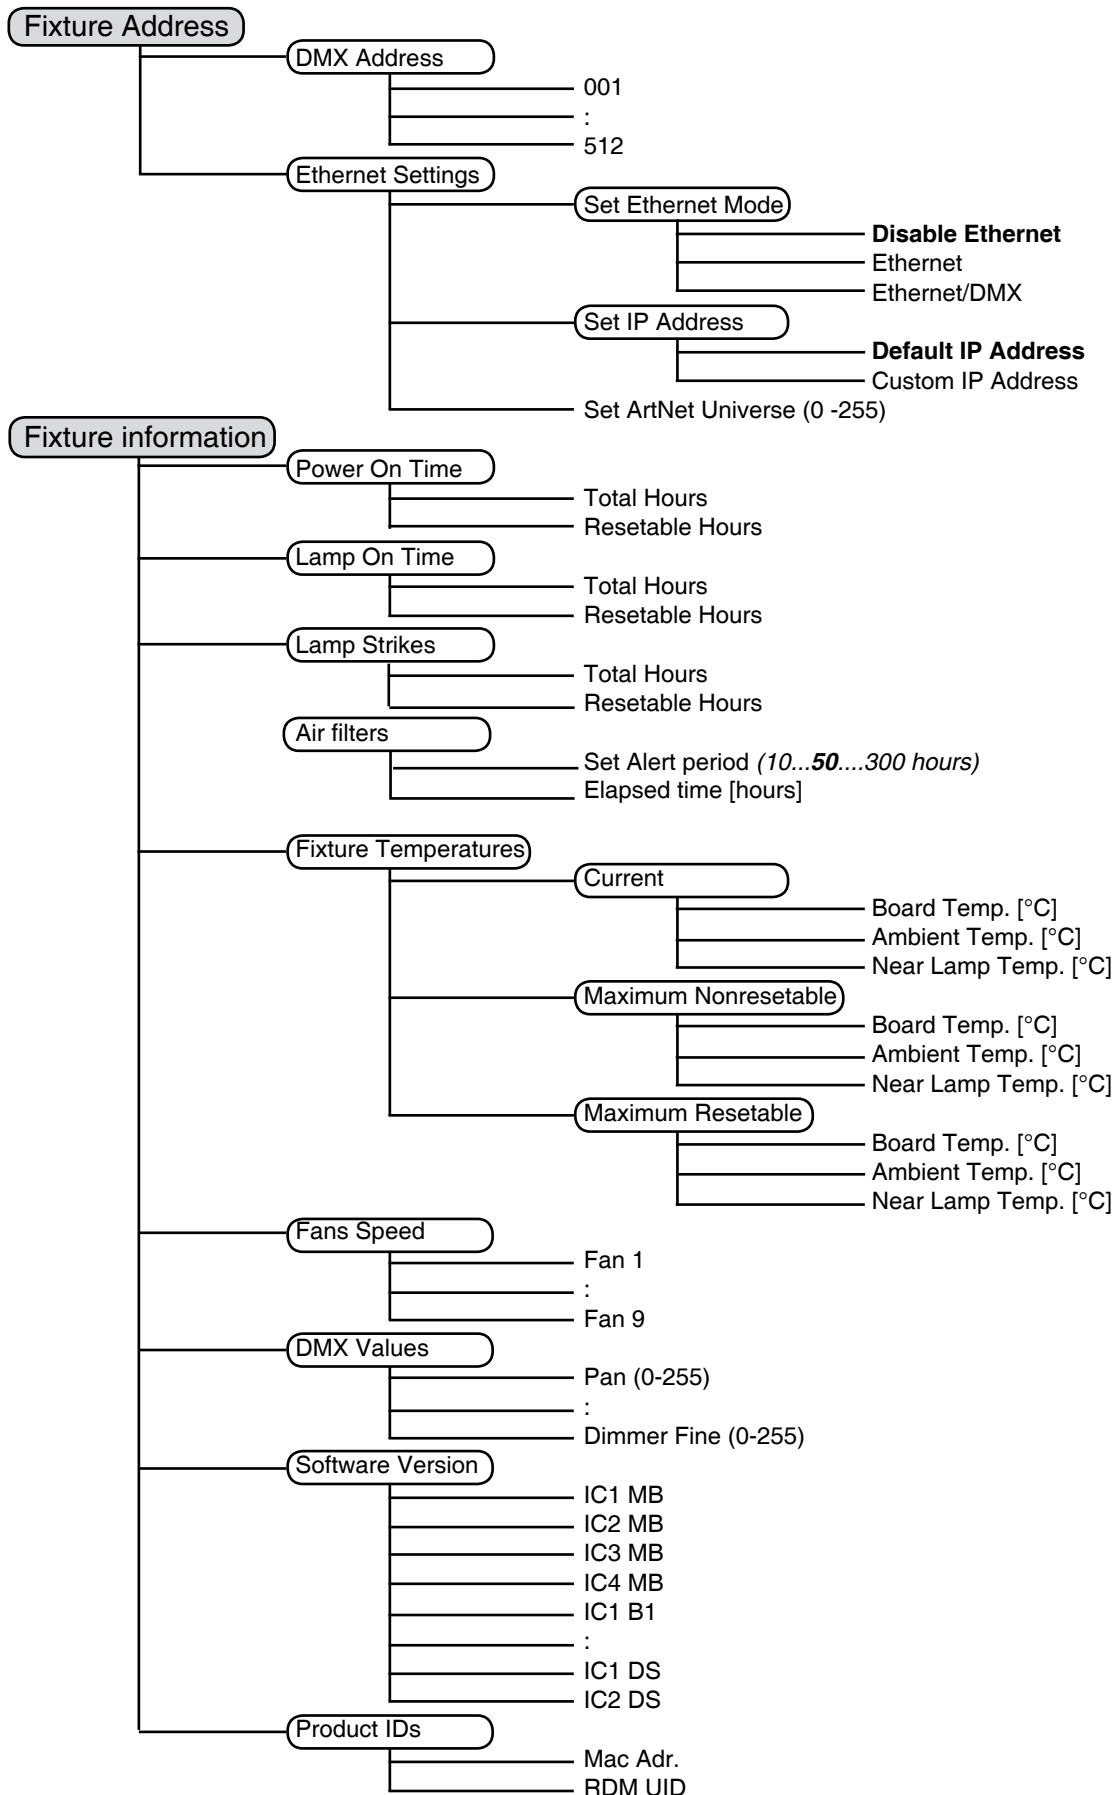 Fixture Address
DMX Address
001
:
512
Ethernet Settings
Set Ethernet Mode
Disable Ethernet
Ethernet
Ethernet/DMX
Set IP Address
Default IP Address
Custom IP Address
Set ArtNet Universe (0 -255)
Fixture information
Power On Time
Total Hours
Resetable Hours
Lamp On Time
Total Hours
Resetable Hours
Lamp Strikes
Total Hours
Resetable Hours
Air filters
Set Alert period (10...50....300 hours)
Elapsed time [hours]
Fixture Temperatures
Current
Board Temp. [°C]
Ambient Temp. [°C]
Near Lamp Temp. [°C]
Maximum Nonresetable
Board Temp. [°C]
Ambient Temp. [°C]
Near Lamp Temp. [°C]
Maximum Resetable
Board Temp. [°C]
Ambient Temp. [°C]
Near Lamp Temp. [°C]
Fans Speed
Fan 1
:
Fan 9
DMX Values
Pan (0-255)
:
Dimmer Fine (0-255)
Software Version
IC1 MB
IC2 MB
IC3 MB
IC4 MB
IC1 B1
:
IC1 DS
IC2 DS
Product IDs
Mac Adr.
RDM UID